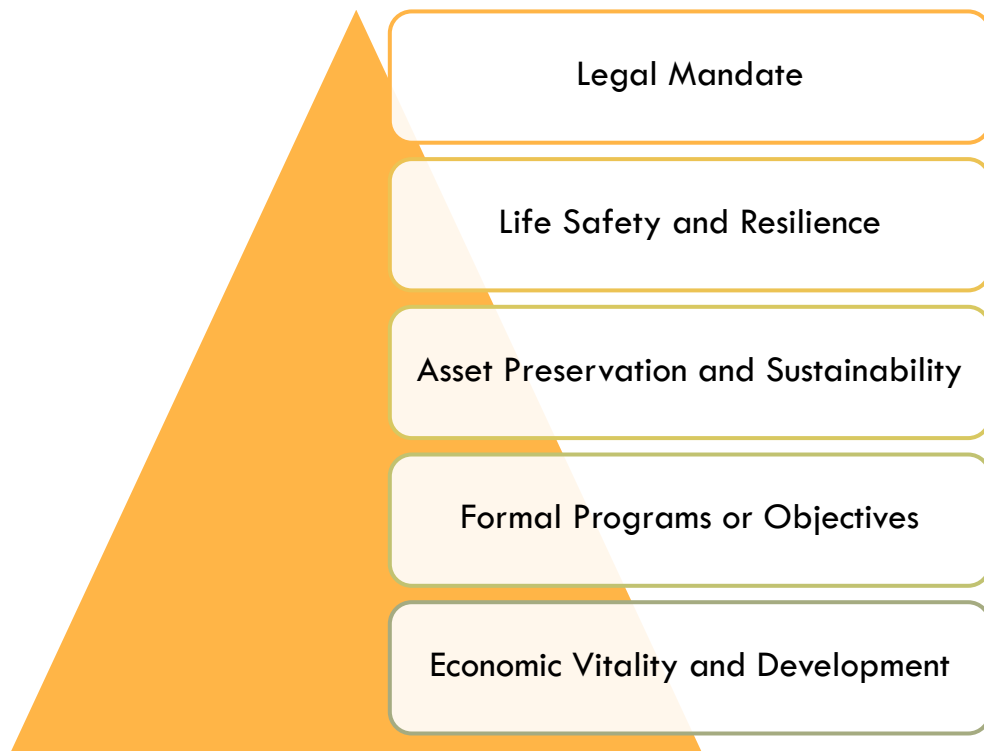 Legal Mandate
Life Safety and Resilience
Asset Preservation and Sustainability
Formal Programs or Objectives
Economic Vitality and Development